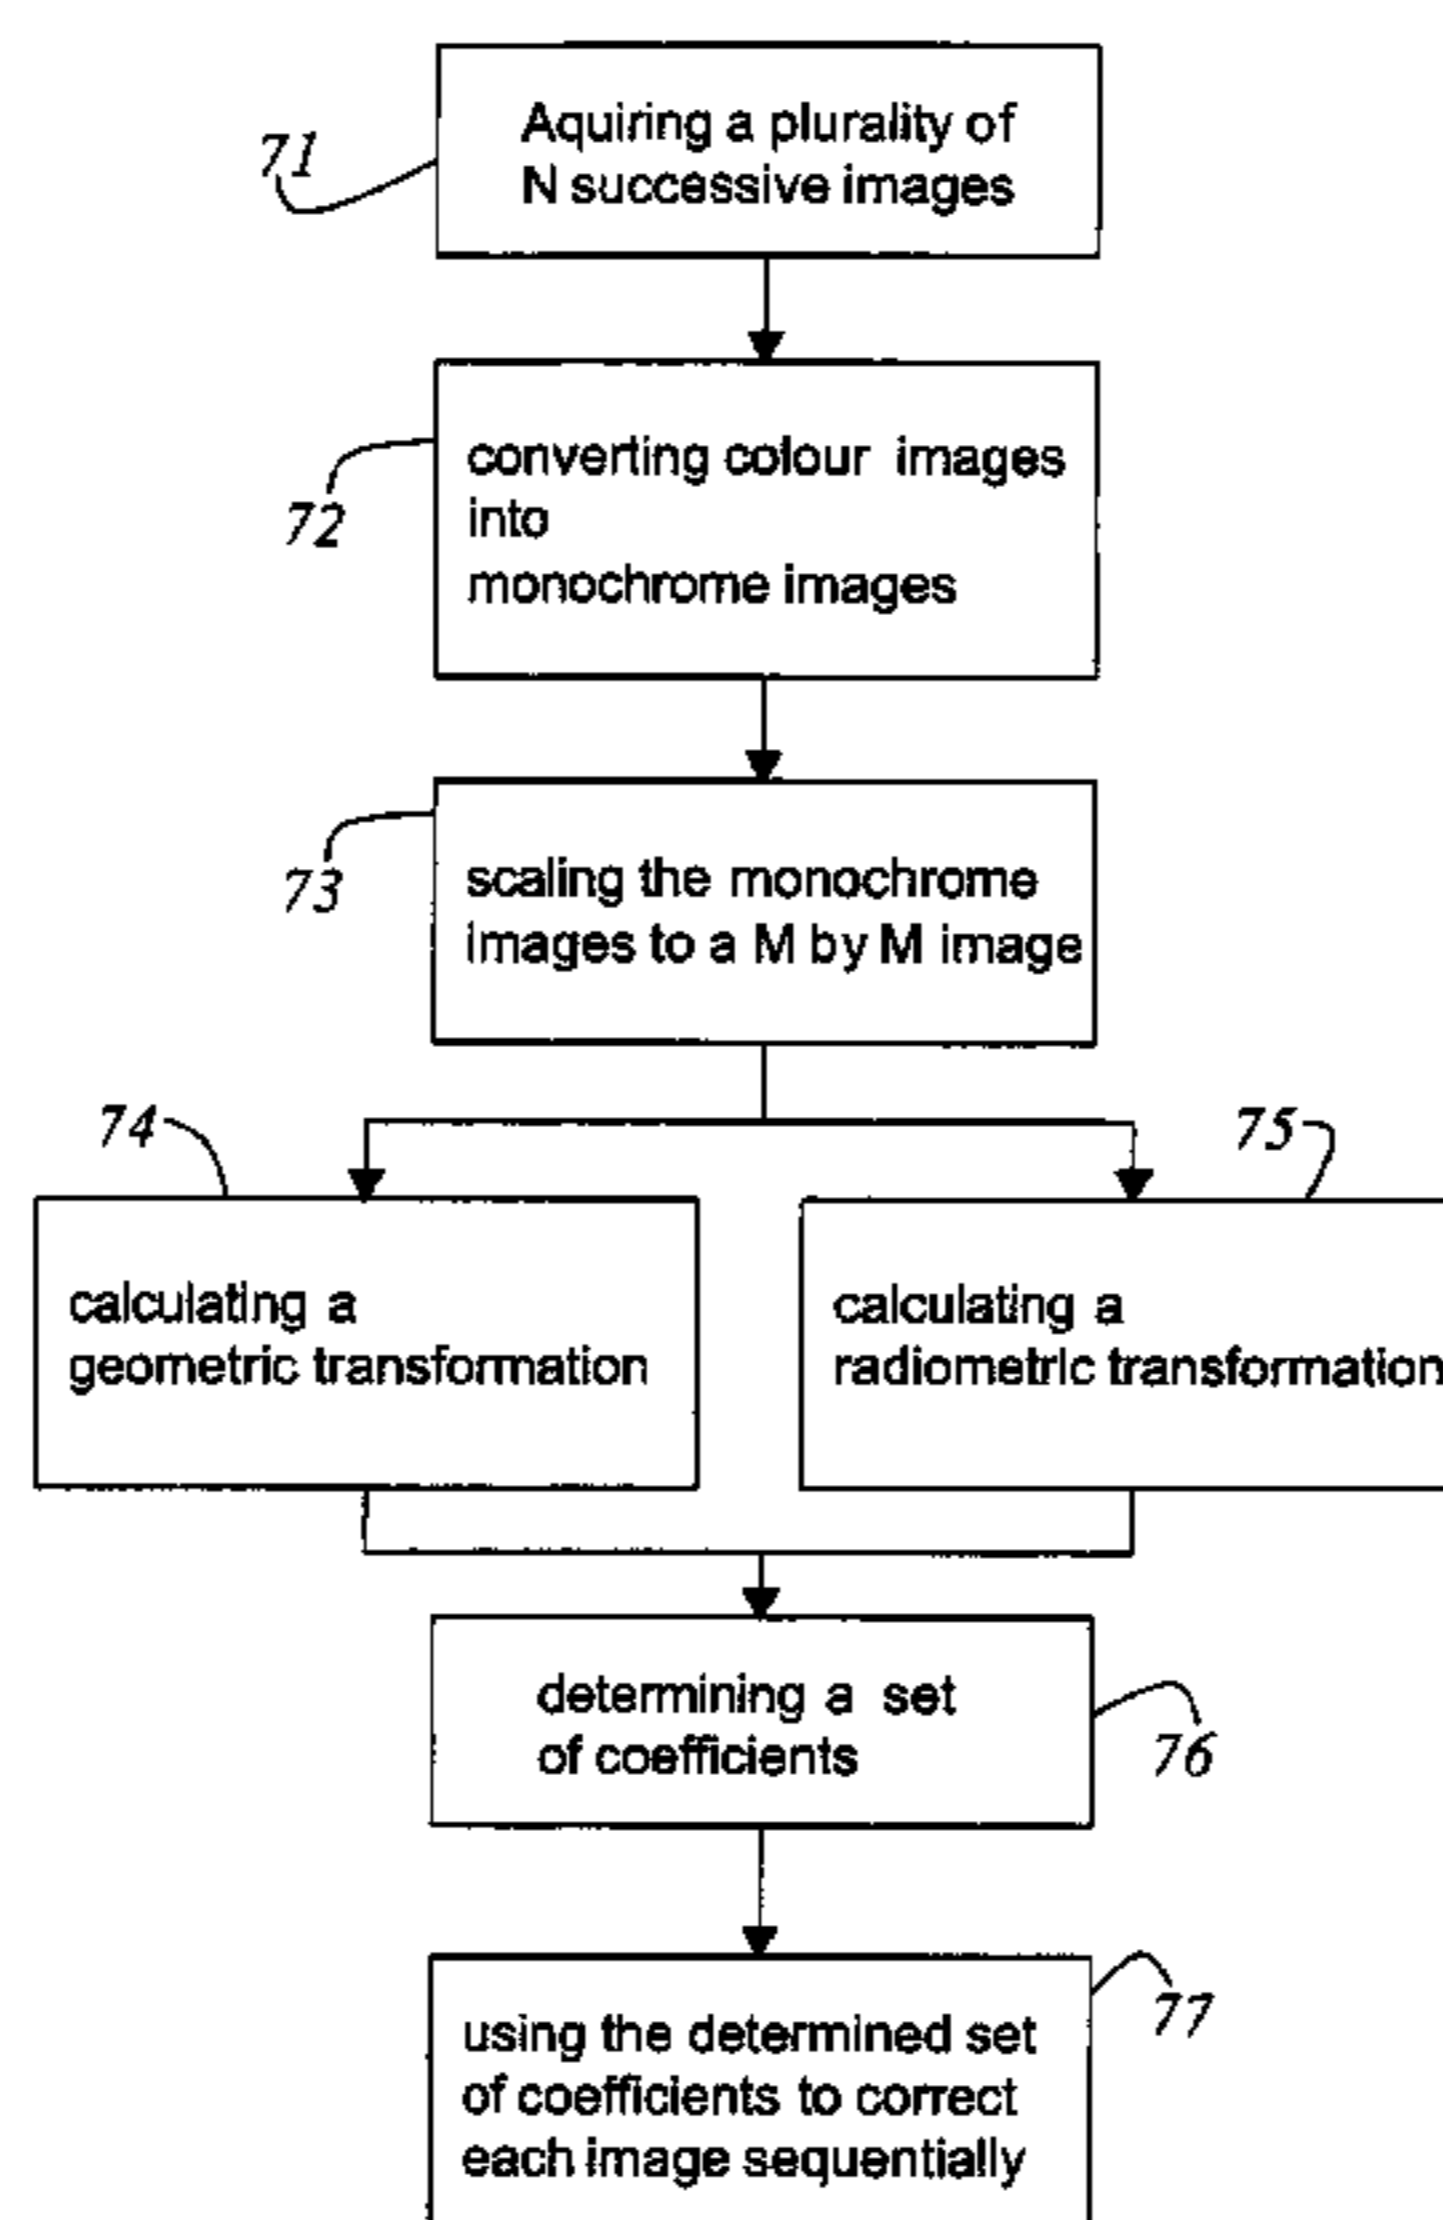 71
Aquiring a plurality of
N successive images
72
converting colour images
into
monochrome images
73
scaling the monochrome
images to a M by M image
74
75
calculating a
geometric transformation
calculating a
radiometric transformation
determining a set
of coefficients
76
77
using the determined set
of coefficients to correct
each image sequentially